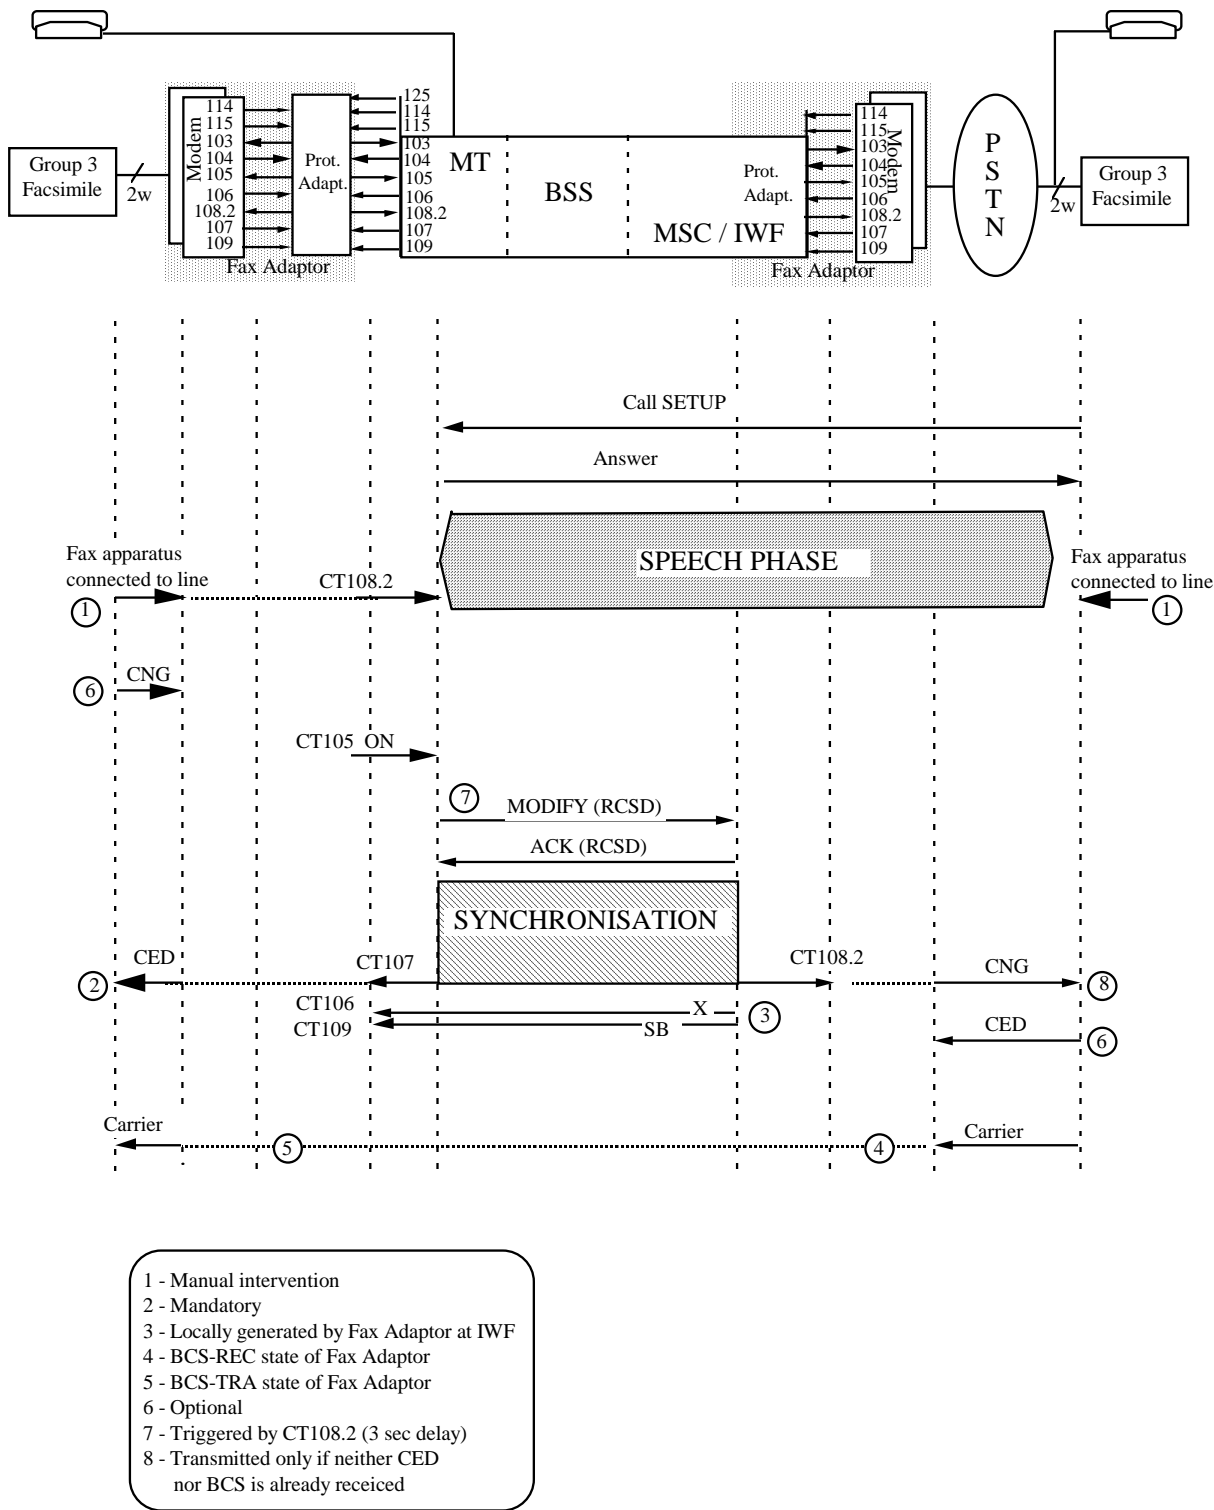 125
114
115
103
104
105
106
108.2
107
109
Modem
Prot.
Adapt.
114
115
103
104
105
106
108.2
107
109
Fax Adaptor
Group 3
Facsimile
2w
MT
BSS
MSC / IWF
Prot.
Adapt.
114
115
103
104
105
106
108.2
107
109
Modem
Fax Adaptor
P
S
T
N
2w
Group 3
Facsimile
Call SETUP
Answer
SPEECH PHASE
Fax apparatus
connected to line
1
CT108.2
Fax apparatus
connected to line
1
CNG
6
CT105 ON
7
MODIFY (RCSD)
ACK (RCSD)
SYNCHRONISATION
CED
2
CT107
CT108.2
CNG
8
CT106
X
3
CT109
SB
CED
6
Carrier
5
4
Carrier
1 - Manual intervention
2 - Mandatory
3 - Locally generated by Fax Adaptor at IWF
4 - BCS-REC state of Fax Adaptor
5 - BCS-TRA state of Fax Adaptor
6 - Optional
7 - Triggered by CT108.2 (3 sec delay)
8 - Transmitted only if neither CED
nor BCS is already receiced